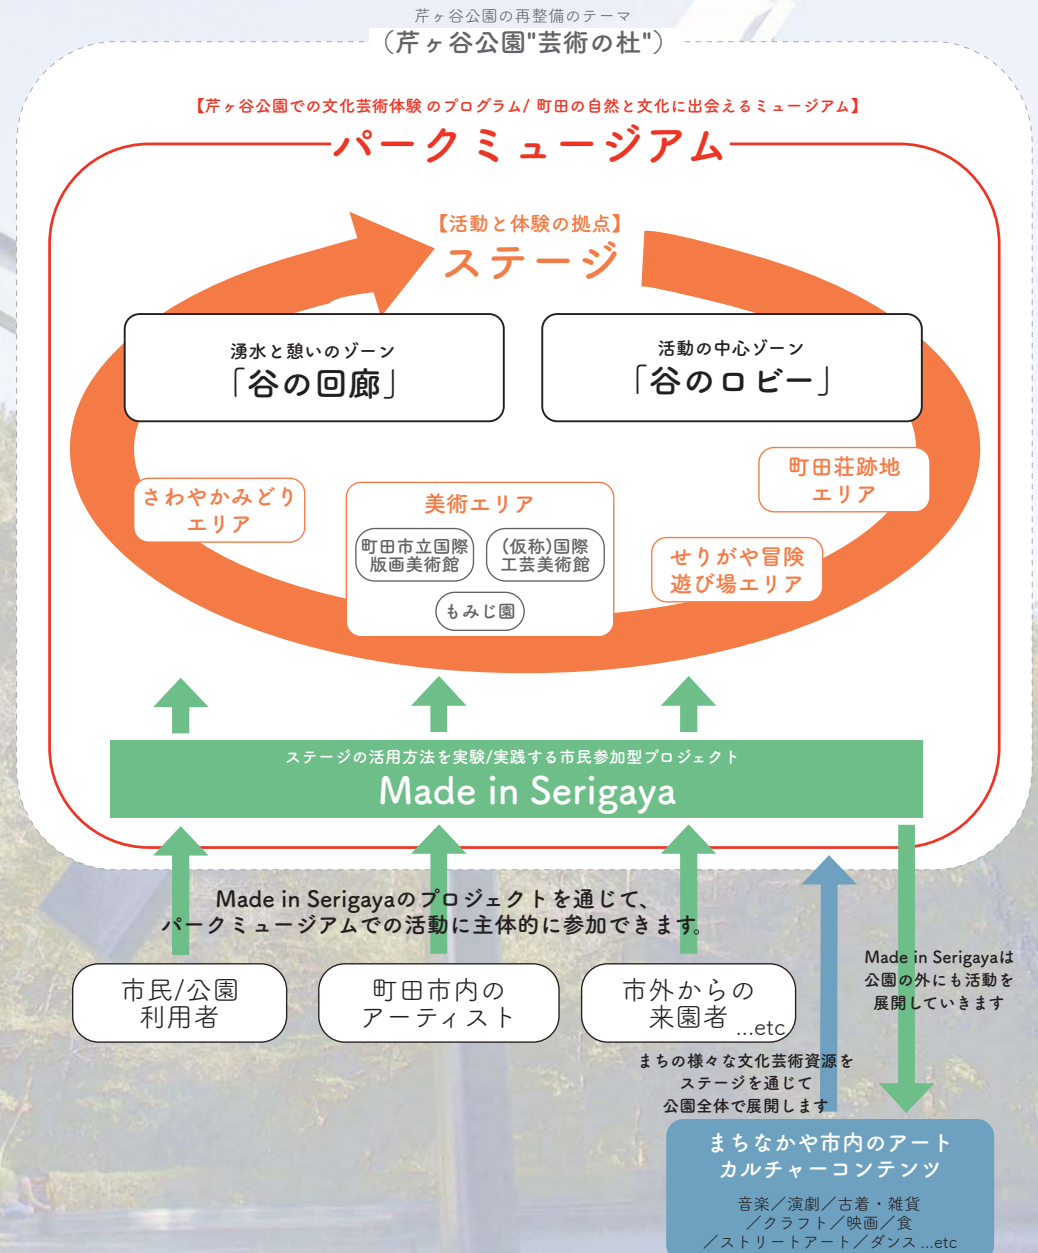 芹ヶ谷公園の再整備のテーマ
（芹ヶ谷公園"芸術の杜"）
【芹ヶ谷公園での文化芸術体験のプログラム/ 町田の自然と文化に出会えるミュージアム】
パークミュージアム
【活動と体験の拠点】
ステージ
湧水と憩いのゾーン
「谷の回廊」
活動の中心ゾーン
「谷のロビー」
さわやかみどり
エリア
美術エリア
町田市立国際
版画美術館
(仮称)国際
工芸美術館
もみじ園
町田荘跡地
エリア
せりがや冒険
遊び場エリア
ステージの活用方法を実験/実践する市民参加型プロジェクト
Made in Serigaya
Made in Serigayaのプロジェクトを通じて、
パークミュージアムでの活動に主体的に参加できます。
市民/公園
利用者
町田市内の
アーティスト
市外からの
来園者 ...etc
Made in Serigayaは
公園の外にも活動を
展開していきます
まちの様々な文化芸術資源を
ステージを通じて
公園全体で展開します
まちなかや市内のアート
カルチャーコンテンツ
音楽／演劇／古着・雑貨
／クラフト／映画／食
／ストリートアート／ダンス ...etc